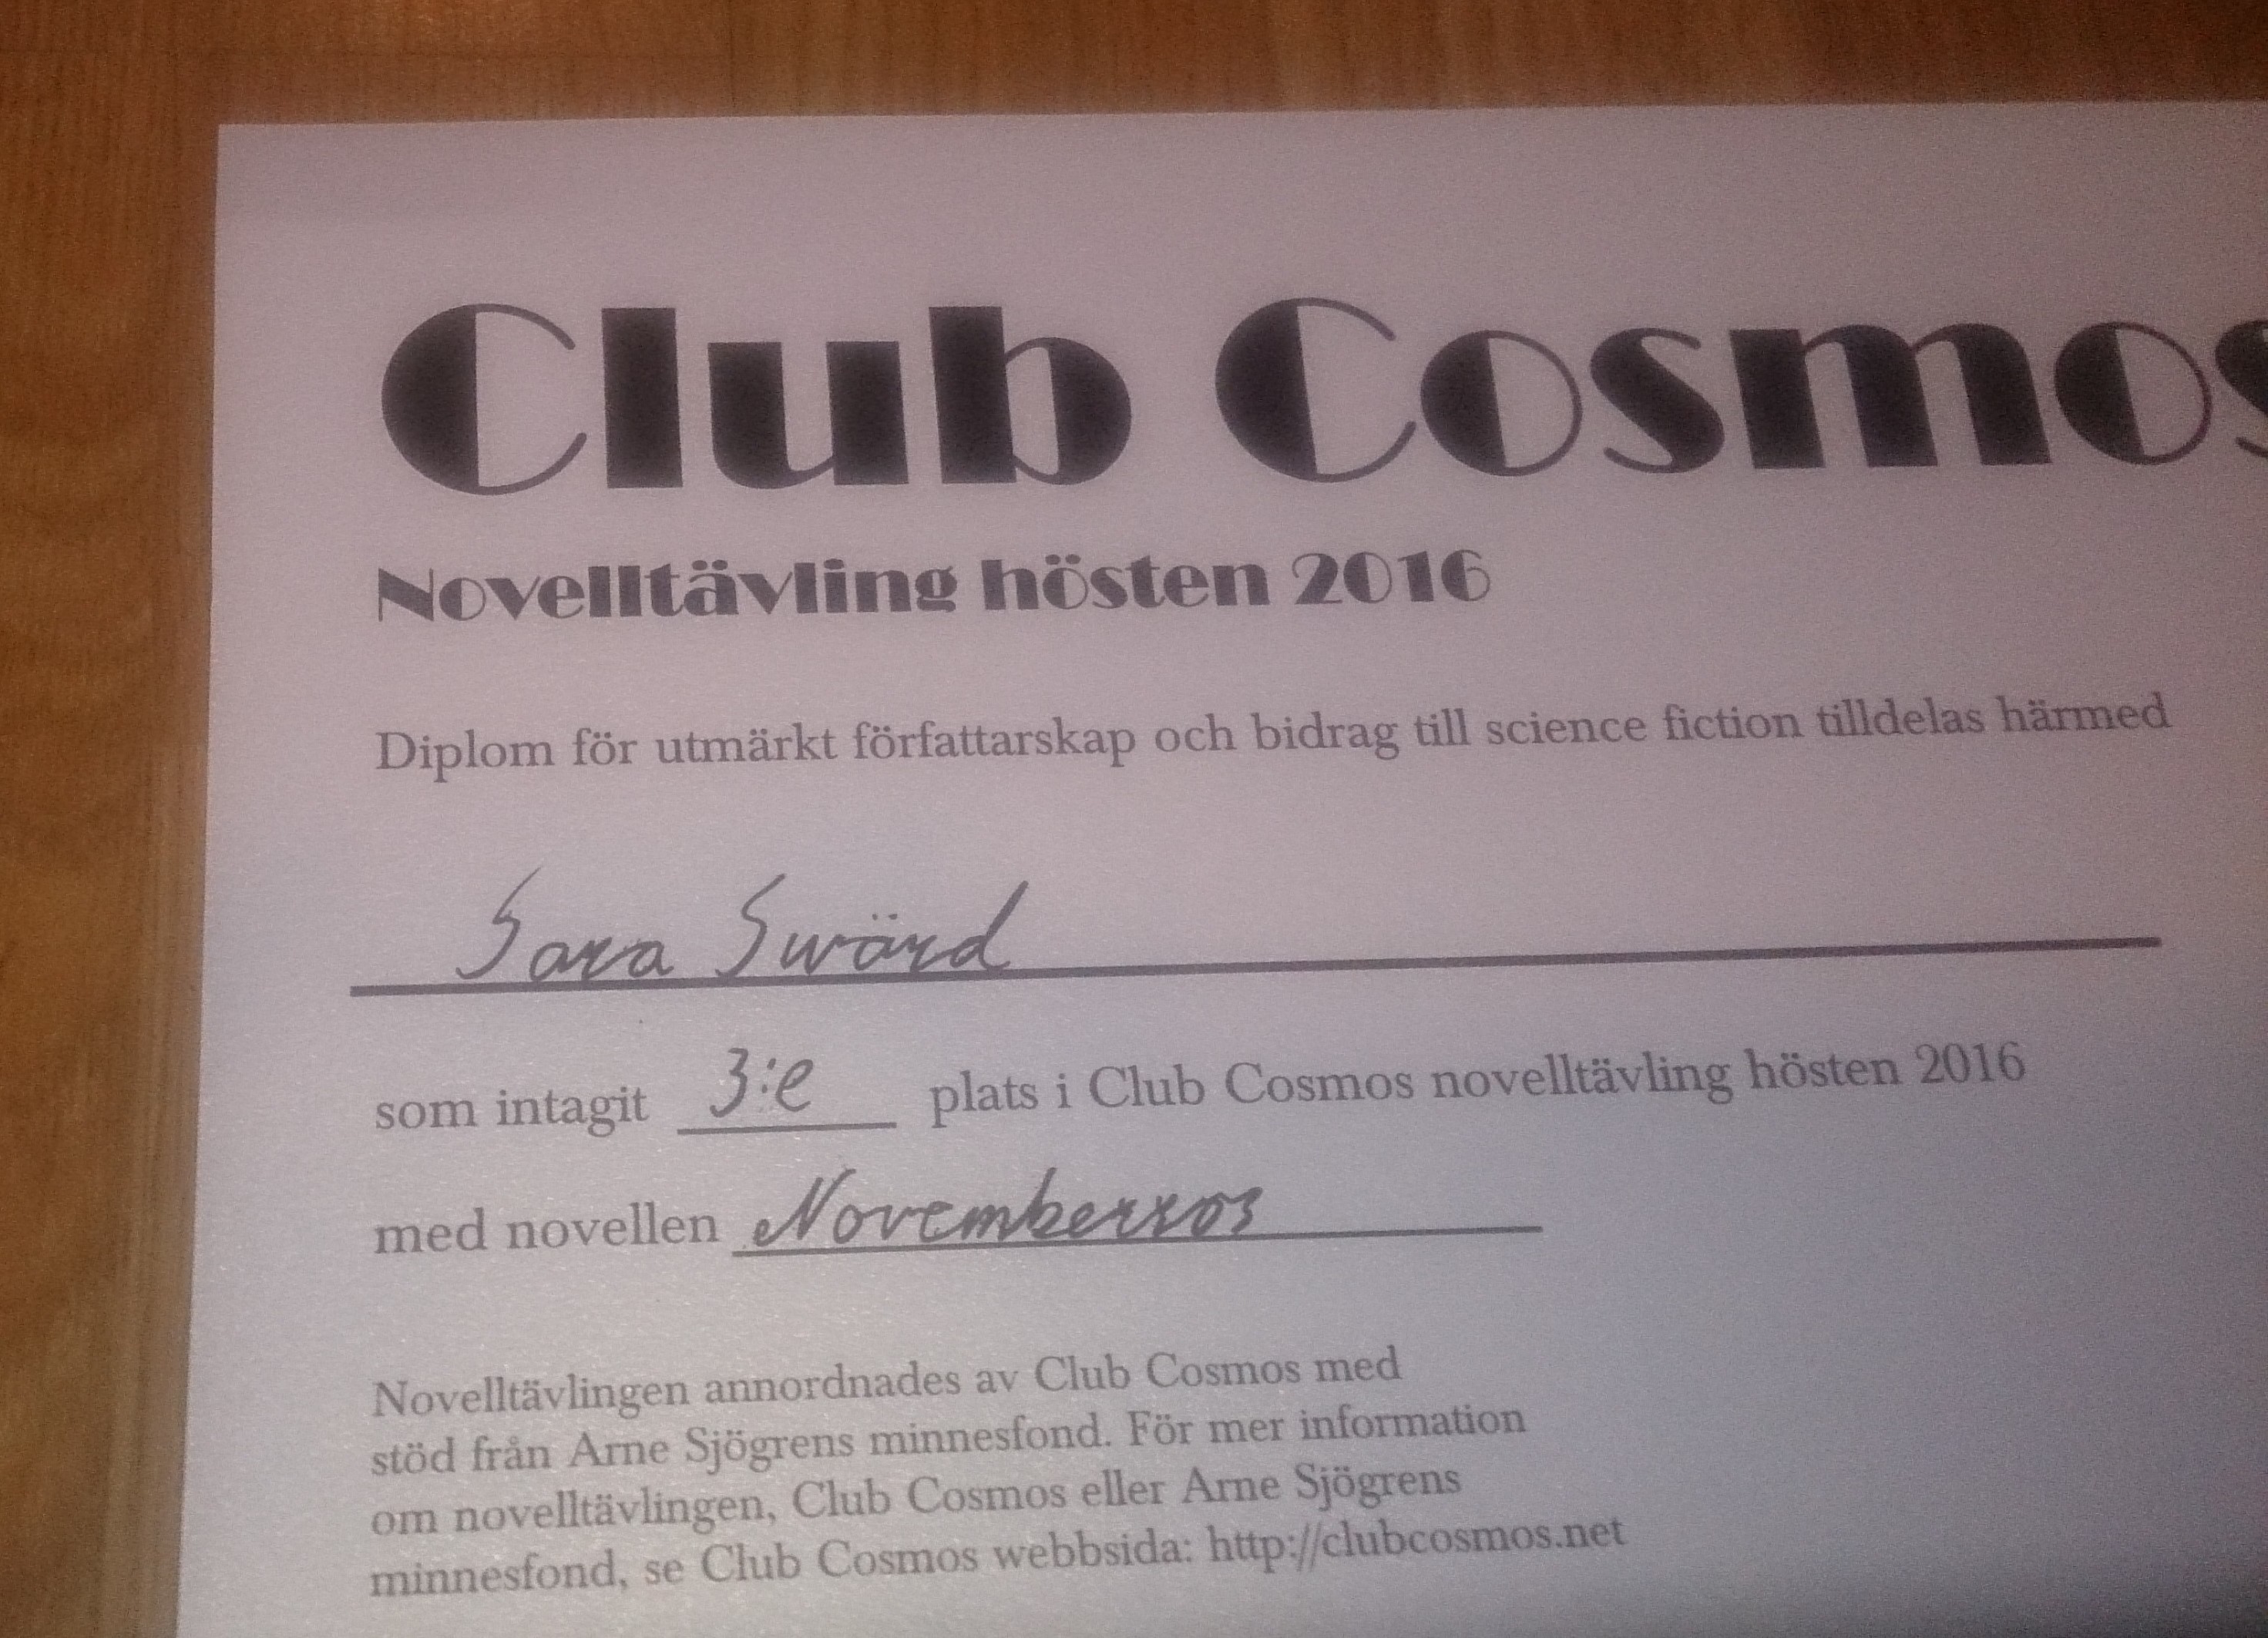 Club Cosmos
Novelltävling hösten 2016
Diplom för utmärkt författarskap och bidrag till science fiction tilldelas härmed
Sara Swärd
som intagit 3:e plats i Club Cosmos novelltävling hösten 2016
med novellen Novemberros
Novelltävlingen annordnades av Club Cosmos med
stöd från Arne Sjögrens minnesfond. För mer information
om novelltävlingen, Club Cosmos eller Arne Sjögrens
minnesfond, se Club Cosmos webbsida: http://clubcosmos.net